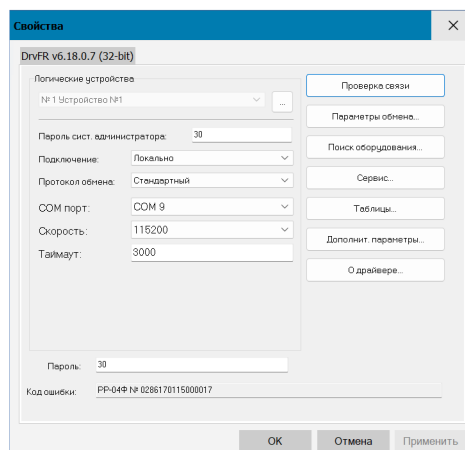 Свойства
DrvFR v6.18.0.7 (32-bit)
Логические устройства
№ 1 Устройство №1
...
Пароль сист. администратора: 30
Подключение: Локально
Протокол обмена: Стандартный
COM порт: COM 9
Скорость: 115200
Таймаут: 3000
Проверка связи
Параметры обмена...
Поиск оборудования...
Сервис...
Таблицы...
Дополнит. параметры...
О драйвере...
Пароль: 30
Код ошибки: РР-04Ф № 0286170115000017
OK
Отмена
Применить